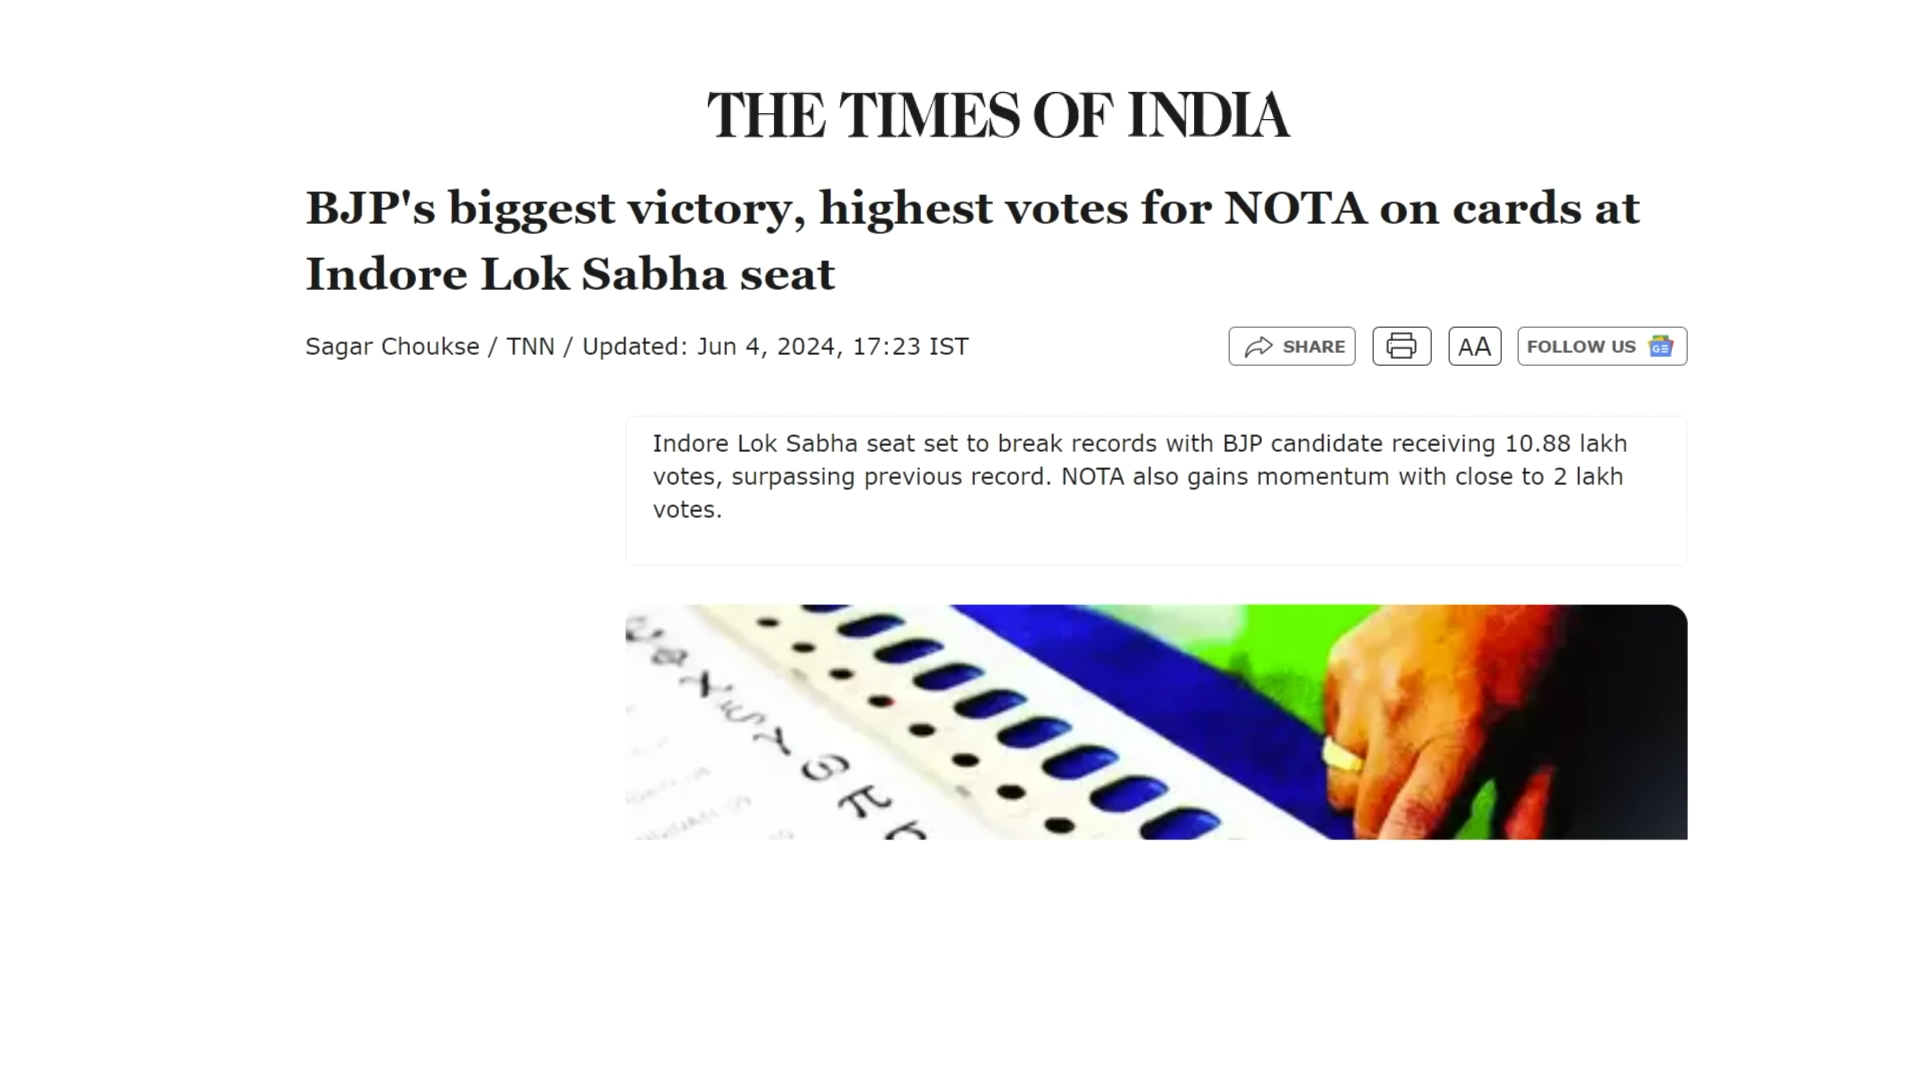 THE TIMES OF INDIA
BJP's biggest victory, highest votes for NOTA on cards at
Indore Lok Sabha seat
Sagar Choukse / TNN / Updated: Jun 4, 2024, 17:23 IST
SHARE
AA
FOLLOW US
GE
Indore Lok Sabha seat set to break records with BJP candidate receiving 10.88 lakh
votes, surpassing previous record. NOTA also gains momentum with close to 2 lakh
votes.